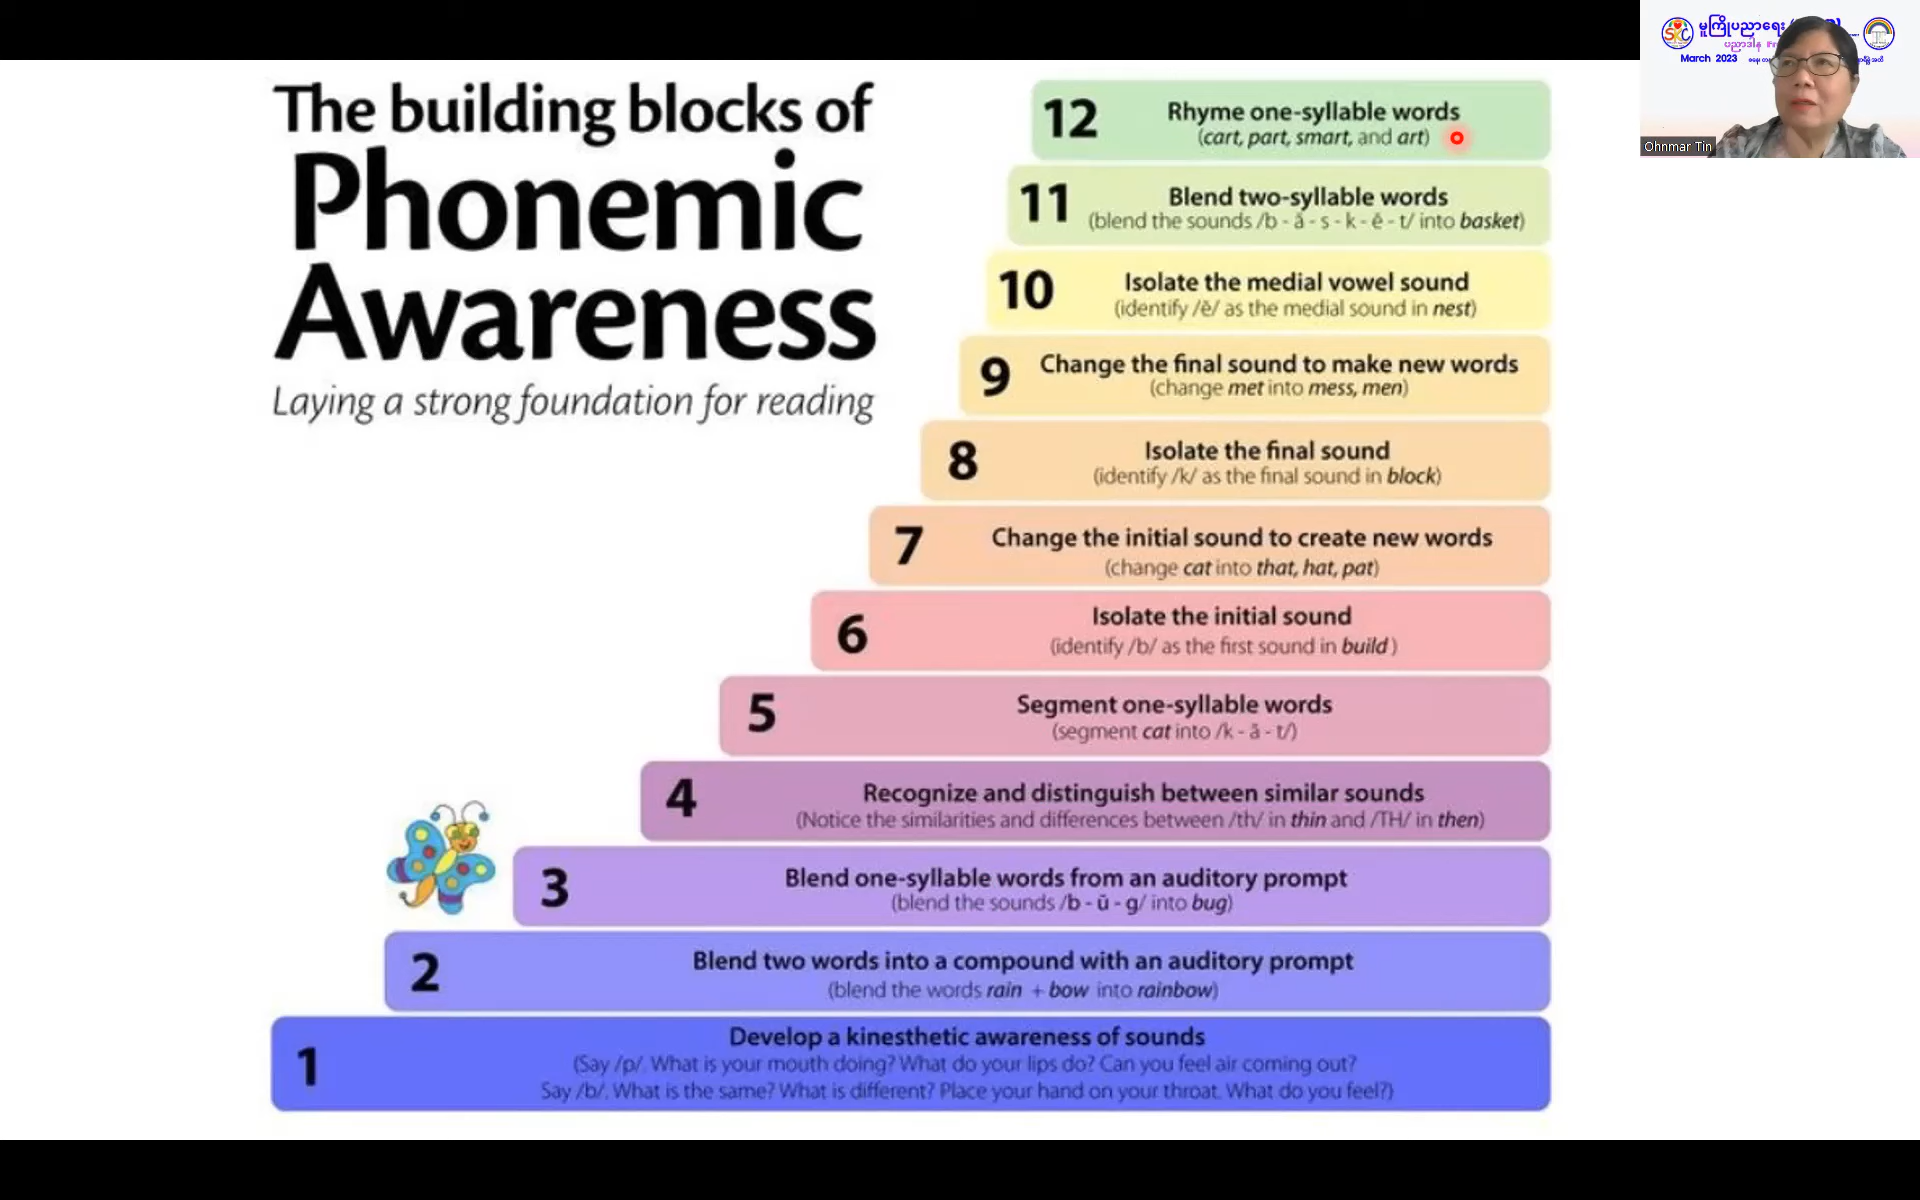 The building blocks of
Phonemic
Awareness
Laying a strong foundation for reading
12 Rhyme one-syllable words
(cart, part, smart, and art)
11 Blend two-syllable words
(blend the sounds /b - ă - s - k - ĕ - t/ into basket)
10 Isolate the medial vowel sound
(identify /ĕ/ as the medial sound in nest)
9 Change the final sound to make new words
(change met into mess, men)
8 Isolate the final sound
(identify /k/ as the final sound in block)
7 Change the initial sound to create new words
(change cat into that, hat, pat)
6 Isolate the initial sound
(identify /b/ as the first sound in build )
5 Segment one-syllable words
(segment cat into /k - ă - t/)
4 Recognize and distinguish between similar sounds
(Notice the similarities and differences between /th/ in thin and /TH/ in then)
3 Blend one-syllable words from an auditory prompt
(blend the sounds /b - ŭ - g/ into bug)
2 Blend two words into a compound with an auditory prompt
(blend the words rain + bow into rainbow)
1 Develop a kinesthetic awareness of sounds
(Say /p/. What is your mouth doing? What do your lips do? Can you feel air coming out?
Say /b/. What is the same? What is different? Place your hand on your throat. What do you feel?)
မူကြိုပညာရေး
ပညာဒါန
March 2023
Ohnmar Tin